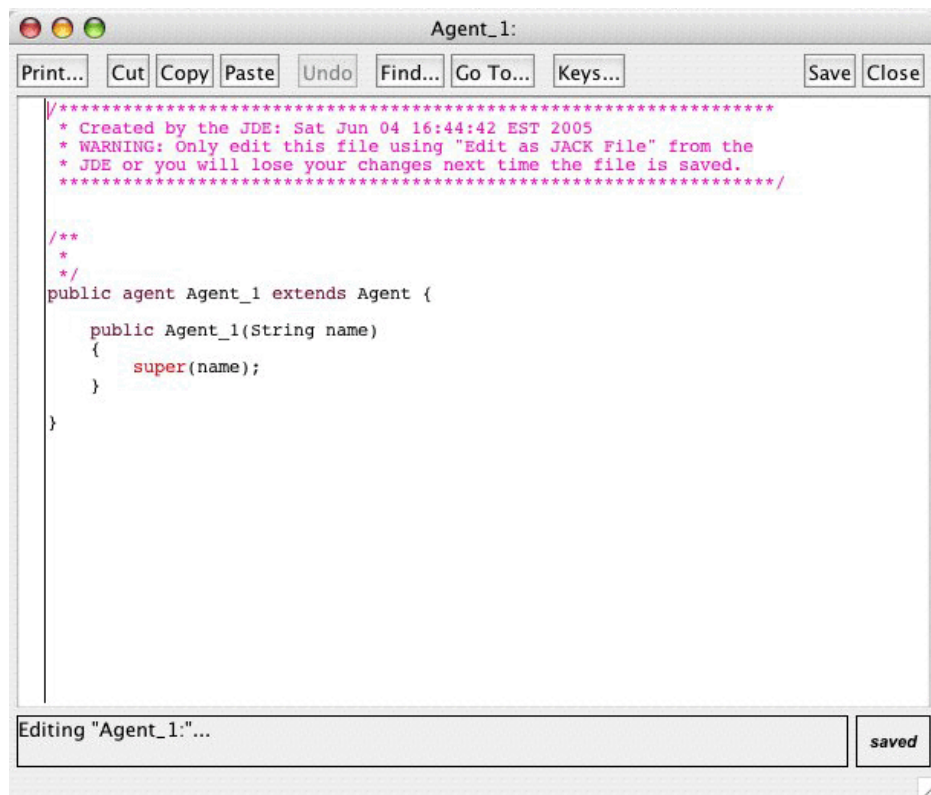 Agent_1:
Print... Cut Copy Paste Undo Find... Go To... Keys... Save Close
/*******************************************************************
 * Created by the JDE: Sat Jun 04 16:44:42 EST 2005
 * WARNING: Only edit this file using "Edit as JACK File" from the
 * JDE or you will lose your changes next time the file is saved.
 *******************************************************************/
/**
 *
 */
public agent Agent_1 extends Agent {
    public Agent_1(String name)
    {
        super(name);
    }
}
Editing "Agent_1:"...
saved